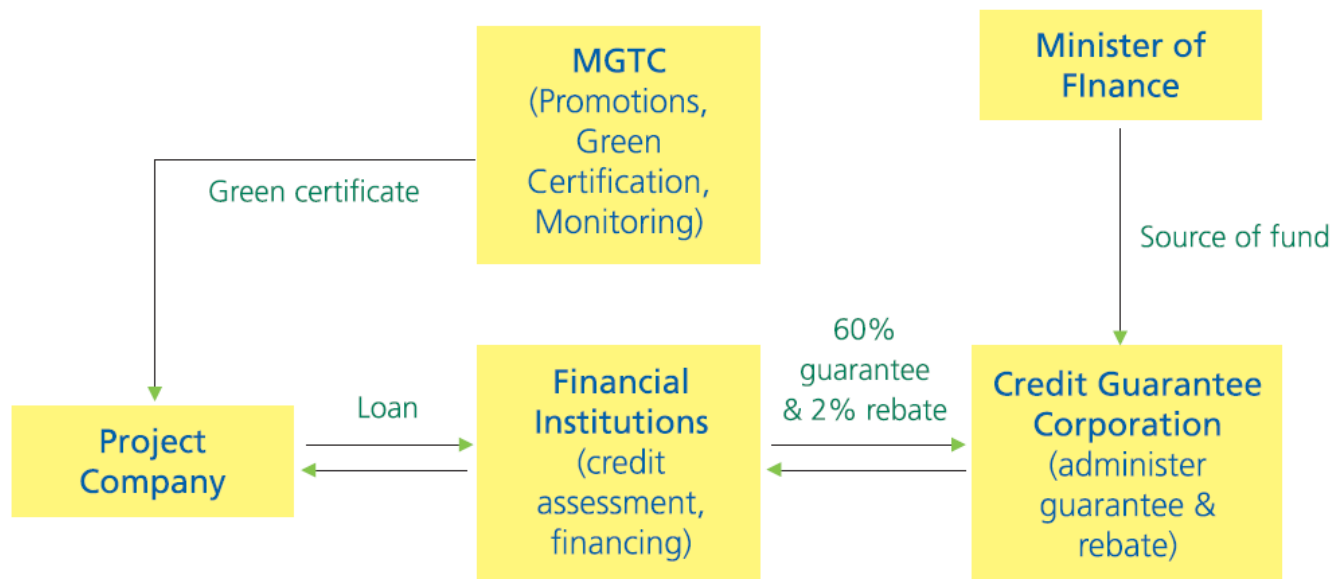 MGTC
(Promotions,
Green
Certification,
Monitoring)
Minister of
FInance
Green certificate
Source of fund
60%
guarantee
& 2% rebate
Loan
Project
Company
Financial
Institutions
(credit
assessment,
financing)
Credit Guarantee
Corporation
(administer
guarantee &
rebate)